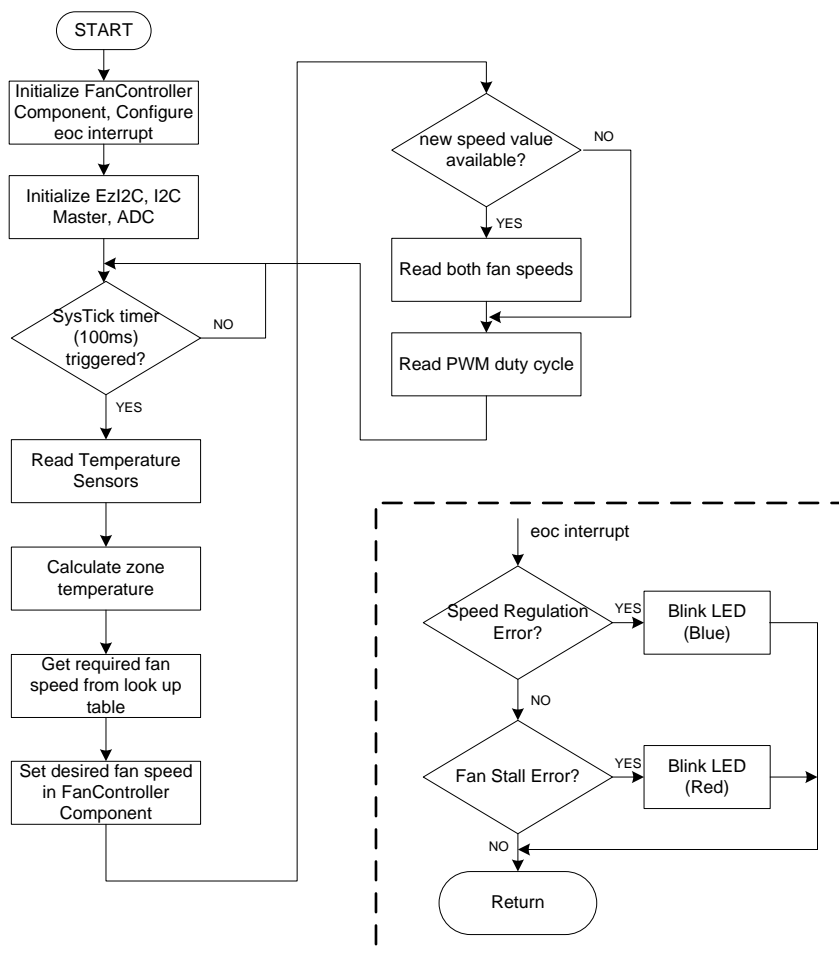 START
Initialize FanController
Component, Configure
eoc interrupt
Initialize EzI2C, I2C
Master, ADC
SysTick timer
(100ms)
triggered?
NO
YES
Read Temperature
Sensors
Calculate zone
temperature
Get required fan
speed from look up
table
Set desired fan speed
in FanController
Component
new speed value
available?
NO
YES
Read both fan speeds
Read PWM duty cycle
eoc interrupt
Speed Regulation
Error?
YES
Blink LED
(Blue)
NO
Fan Stall Error?
YES
Blink LED
(Red)
NO
Return